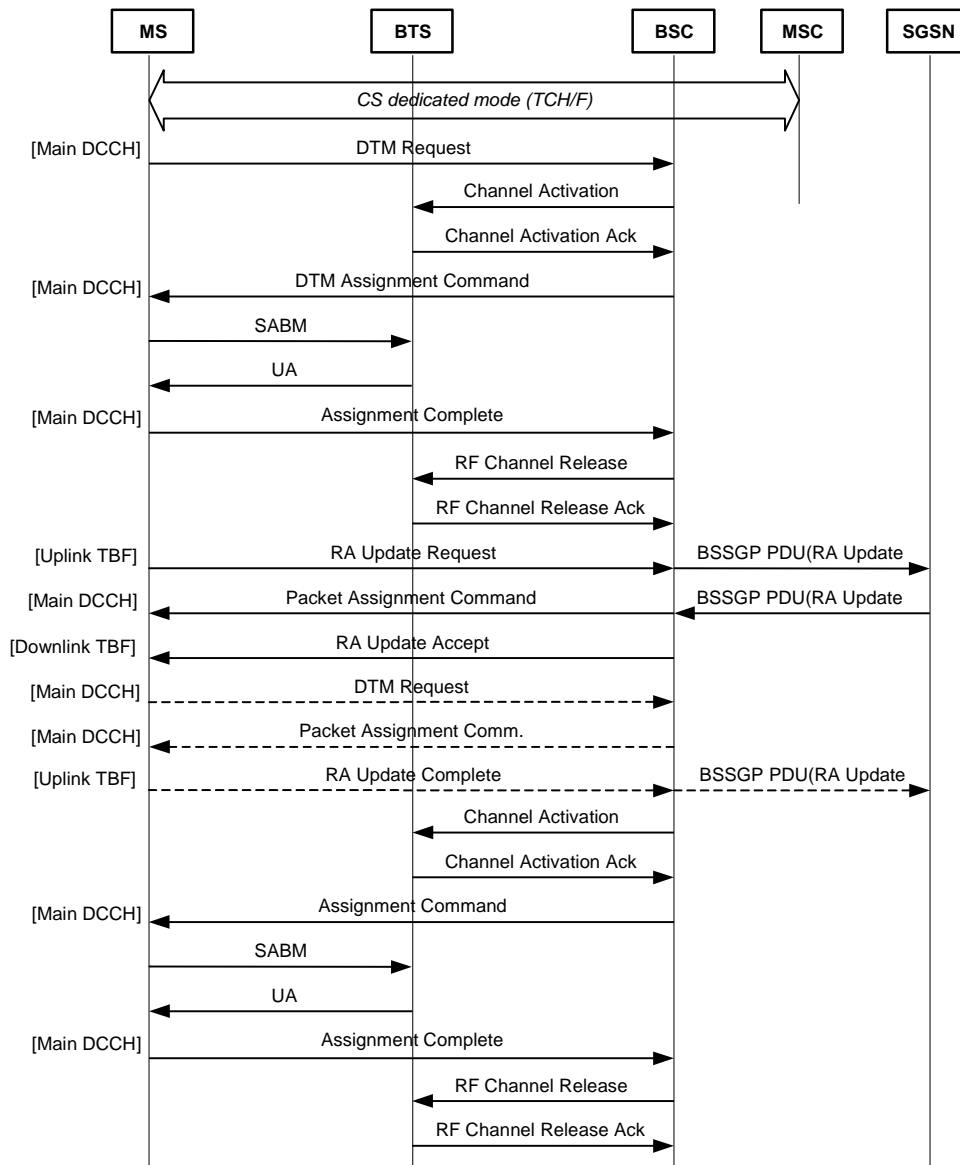 MS BTS BSC MSC SGSN
CS dedicated mode (TCH/F)
[Main DCCH] DTM Request
Channel Activation
Channel Activation Ack
[Main DCCH] DTM Assignment Command
SABM
UA
[Main DCCH] Assignment Complete
RF Channel Release
RF Channel Release Ack
[Uplink TBF] RA Update Request BSSGP PDU(RA Update
[Main DCCH] Packet Assignment Command BSSGP PDU(RA Update
[Downlink TBF] RA Update Accept
[Main DCCH] DTM Request
[Main DCCH] Packet Assignment Comm.
[Uplink TBF] RA Update Complete BSSGP PDU(RA Update
Channel Activation
Channel Activation Ack
[Main DCCH] Assignment Command
SABM
UA
[Main DCCH] Assignment Complete
RF Channel Release
RF Channel Release Ack